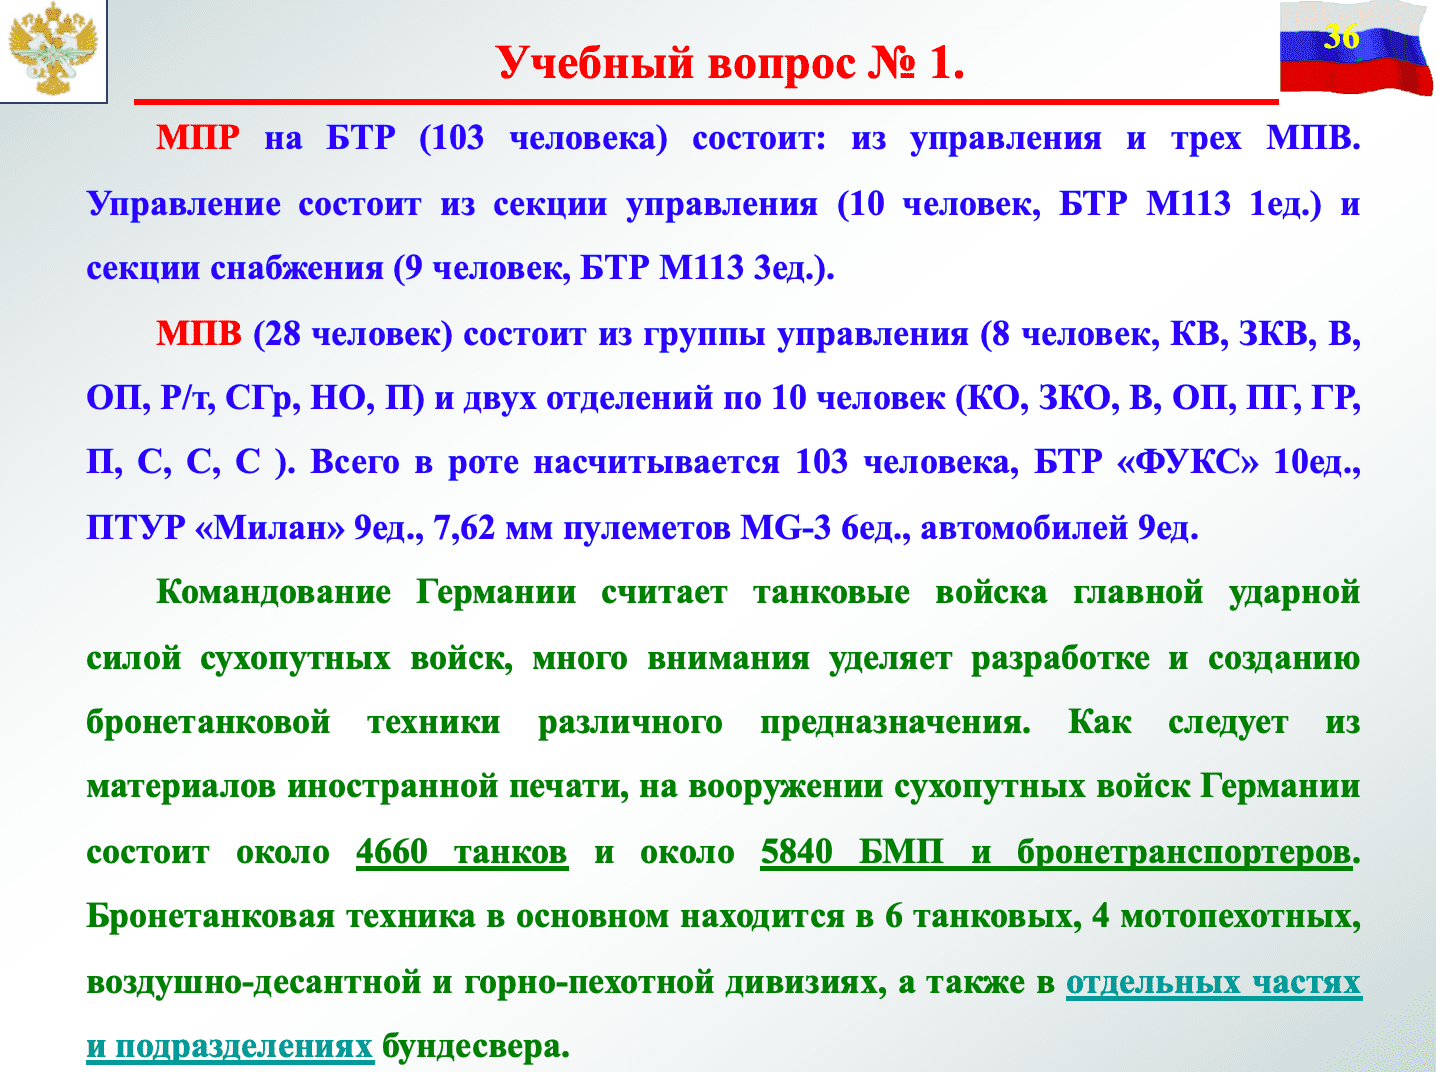 36
Учебный вопрос № 1.
МПР на БТР (103 человека) состоит: из управления и трех МПВ.
Управление состоит из секции управления (10 человек, БТР М113 1ед.) и
секции снабжения (9 человек, БТР М113 3ед.).
МПВ (28 человек) состоит из группы управления (8 человек, КВ, ЗКВ, В,
ОП, Р/т, СГр, НО, П) и двух отделений по 10 человек (КО, ЗКО, В, ОП, ПГ, ГР,
П, С, С, С ). Всего в роте насчитывается 103 человека, БТР «ФУКС» 10ед.,
ПТУР «Милан» 9ед., 7,62 мм пулеметов MG-3 6ед., автомобилей 9ед.
Командование Германии считает танковые войска главной ударной
силой сухопутных войск, много внимания уделяет разработке и созданию
бронетанковой техники различного предназначения. Как следует из
материалов иностранной печати, на вооружении сухопутных войск Германии
состоит около 4660 танков и около 5840 БМП и бронетранспортеров.
Бронетанковая техника в основном находится в 6 танковых, 4 мотопехотных,
воздушно-десантной и горно-пехотной дивизиях, а также в отдельных частях
и подразделениях бундесвера.